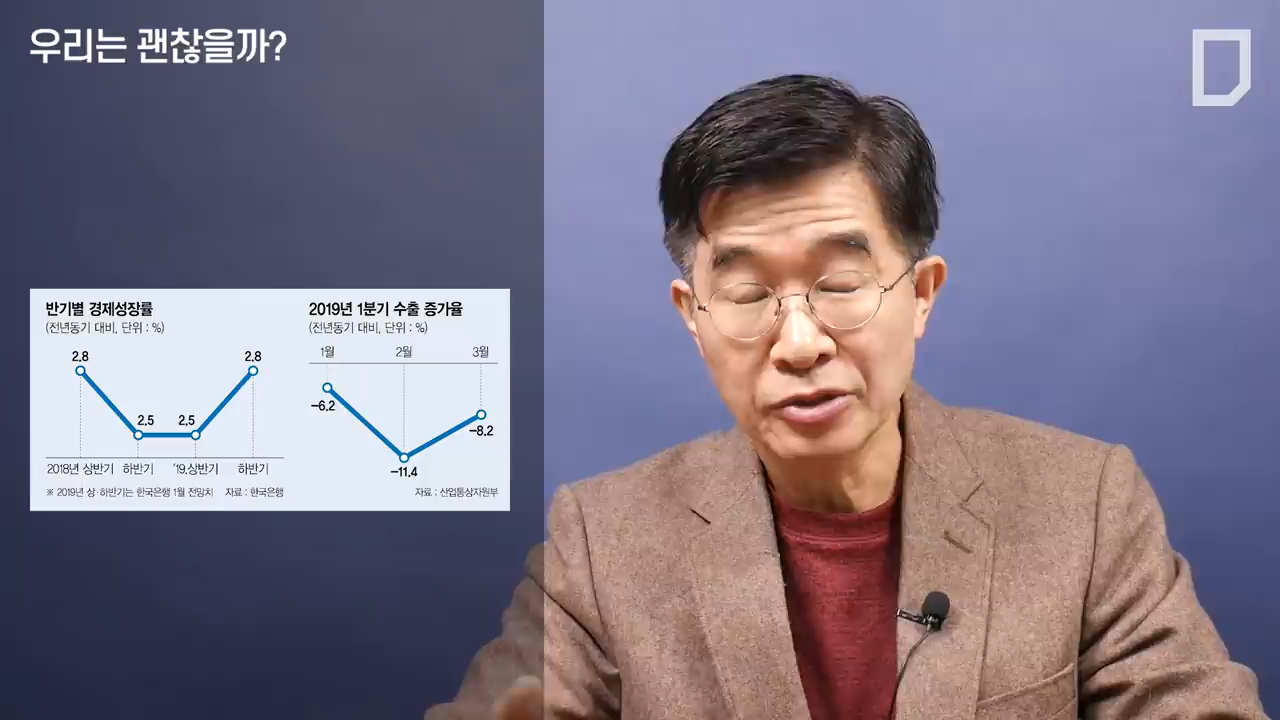 우리는 괜찮을까?
반기별 경제성장률
(전년동기 대비, 단위 : %)
2.8
2.5
2.5
2.8
2018년 상반기 하반기 '19.상반기 하반기
※ 2019년 상·하반기는 한국은행 1월 전망치 자료 : 한국은행
2019년 1분기 수출 증가율
(전년동기 대비, 단위 : %)
1월 2월 3월
−6.2
−11.4
−8.2
자료 : 산업통상자원부